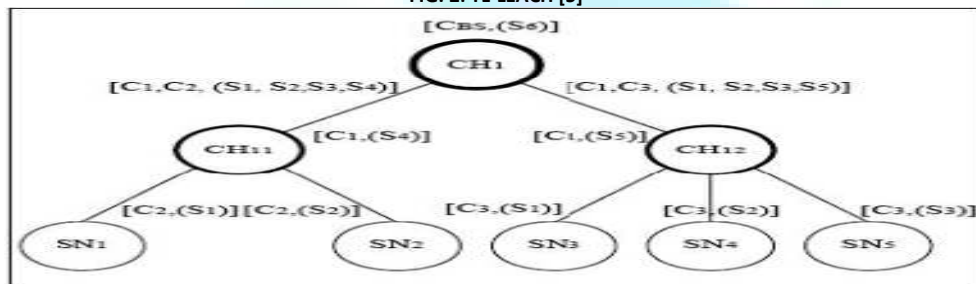 [CBS,(S6)]
CH1
[C1,C2, (S1, S2,S3,S4)]
[C1,C3, (S1, S2,S3,S5)]
[C1,(S4)]
[C1,(S5)]
CH11
CH12
[C2,(S1)][C2,(S2)]
[C3,(S1)]
[C3,(S2)]
[C3,(S3)]
SN1
SN2
SN3
SN4
SN5